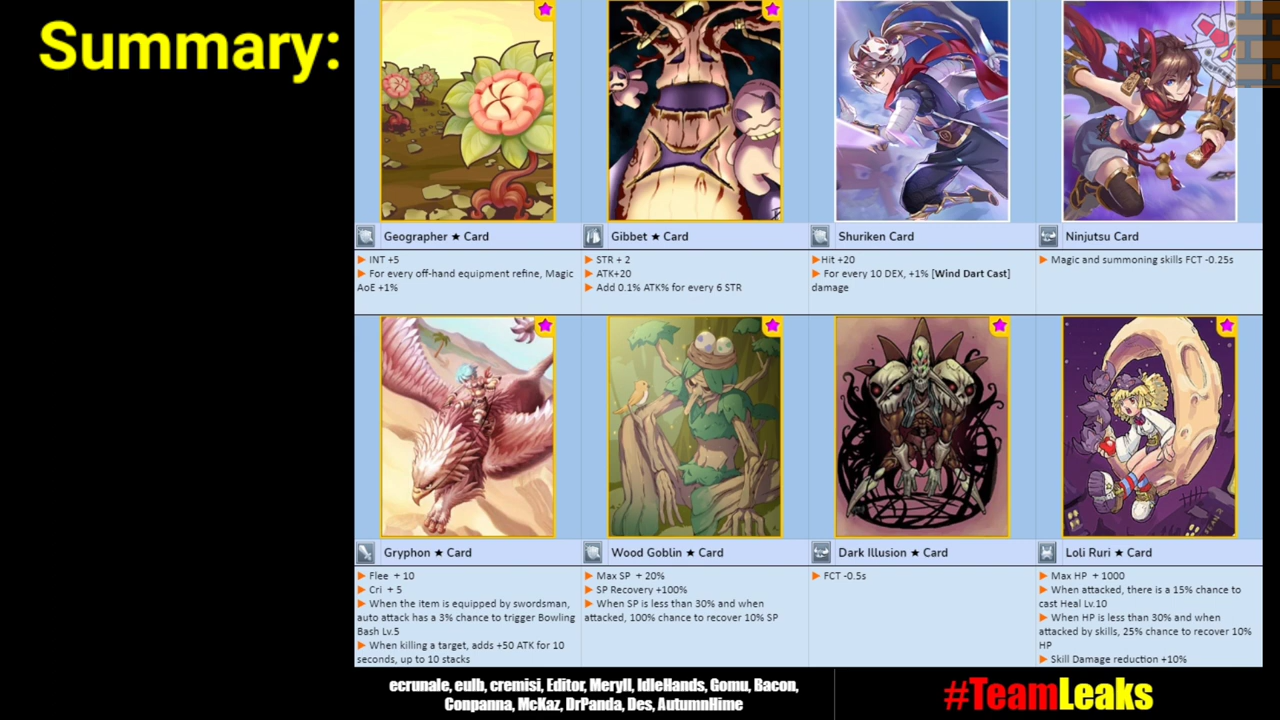 Summary:
Geographer ★ Card
Gibbet ★ Card
Shuriken Card
Ninjutsu Card
▶ INT +5
▶ For every off-hand equipment refine, Magic
AoE +1%
▶ STR + 2
▶ ATK+20
▶ Add 0.1% ATK% for every 6 STR
▶Hit +20
▶ For every 10 DEX, +1% [Wind Dart Cast]
damage
▶ Magic and summoning skills FCT -0.25s
Gryphon ★ Card
Wood Goblin ★ Card
Dark Illusion ★ Card
Loli Ruri ★ Card
▶ Flee + 10
▶ Cri + 5
▶ When the item is equipped by swordsman,
auto attack has a 3% chance to trigger Bowling
Bash Lv.5
▶ When killing a target, adds +50 ATK for 10
seconds, up to 10 stacks
▶ Max SP + 20%
▶ SP Recovery +100%
▶ When SP is less than 30% and when
attacked, 100% chance to recover 10% SP
▶ FCT -0.5s
▶ Max HP + 1000
▶ When attacked, there is a 15% chance to
cast Heal Lv.10
▶ When HP is less than 30% and when
attacked by skills, 25% chance to recover 10%
HP
▶ Skill Damage reduction +10%
ecrunale, eulb, cremisi, Editor, Meryll, IdleHands, Gomu, Bacon,
Conpanna, McKaz, DrPanda, Des, AutumnHime
#TeamLeaks